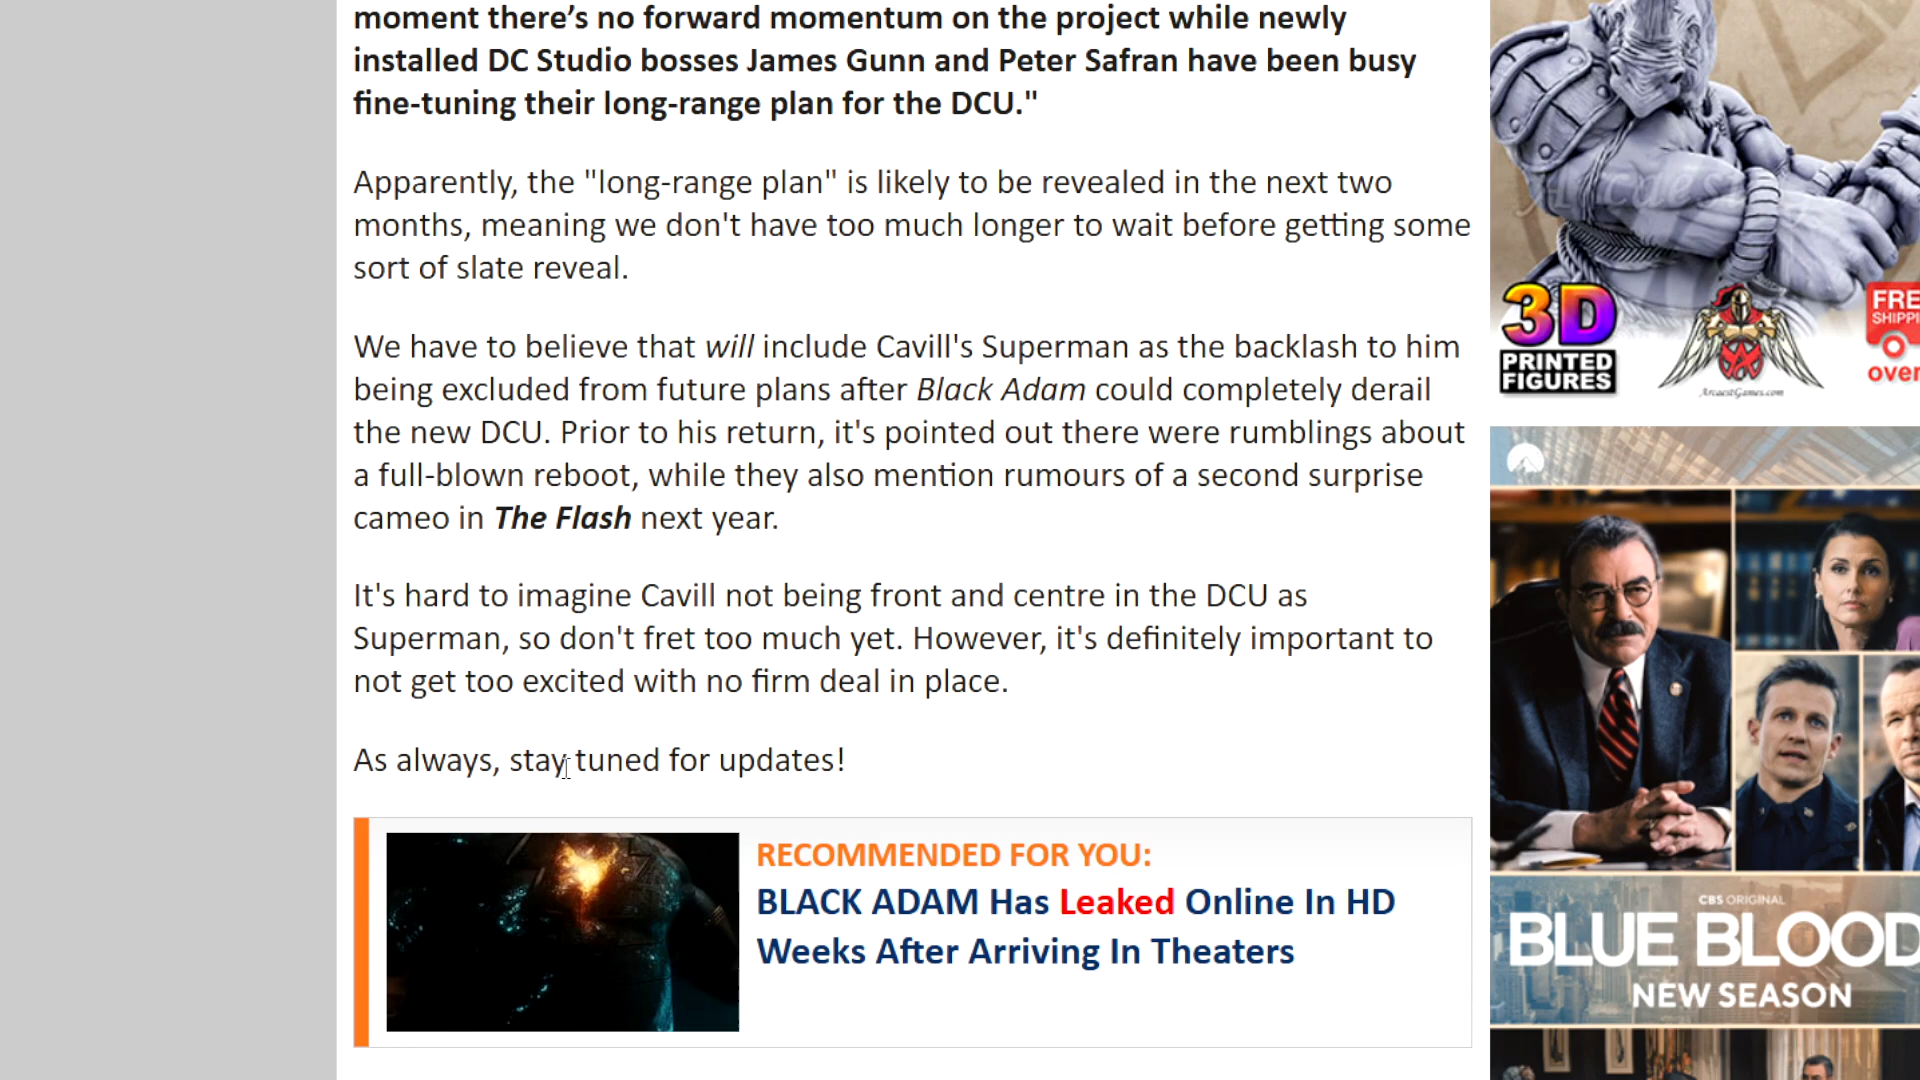 moment there’s no forward momentum on the project while newly
installed DC Studio bosses James Gunn and Peter Safran have been busy
fine-tuning their long-range plan for the DCU."
Apparently, the "long-range plan" is likely to be revealed in the next two
months, meaning we don't have too much longer to wait before getting some
sort of slate reveal.
We have to believe that will include Cavill's Superman as the backlash to him
being excluded from future plans after Black Adam could completely derail
the new DCU. Prior to his return, it's pointed out there were rumblings about
a full-blown reboot, while they also mention rumours of a second surprise
cameo in The Flash next year.
It's hard to imagine Cavill not being front and centre in the DCU as
Superman, so don't fret too much yet. However, it's definitely important to
not get too excited with no firm deal in place.
As always, stay tuned for updates!
RECOMMENDED FOR YOU:
BLACK ADAM Has Leaked Online In HD
Weeks After Arriving In Theaters
3D
PRINTED
FIGURES
ArcaestGames.com
FRE
SHIPPI
over
CBS ORIGINAL
BLUE BLOOD
NEW SEASON